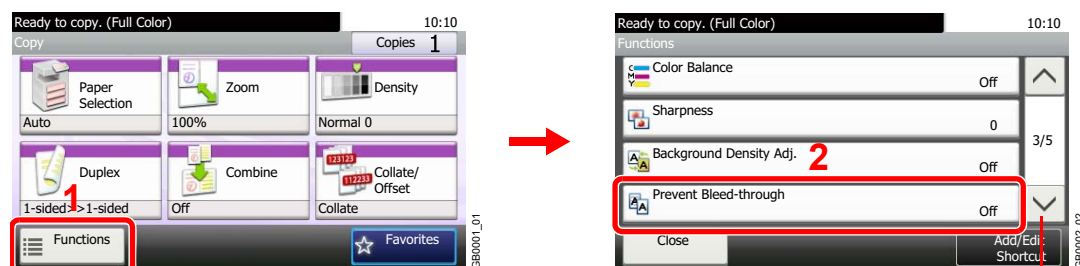 Ready to copy. (Full Color) 10:10
Copy
Copies 1
Paper
Selection
Auto
Zoom
100%
Density
Normal 0
Duplex
1-sided>>1-sided
Combine
Off
Collate/
Offset
Collate
123123
112233
1
Functions
Favorites
GB0001_01
Ready to copy. (Full Color) 10:10
Functions
C
M
Y
Color Balance
Off
Sharpness
0
Background Density Adj.
Off
2
Prevent Bleed-through
Off
3/5
Close
Add/Edit
Shortcut